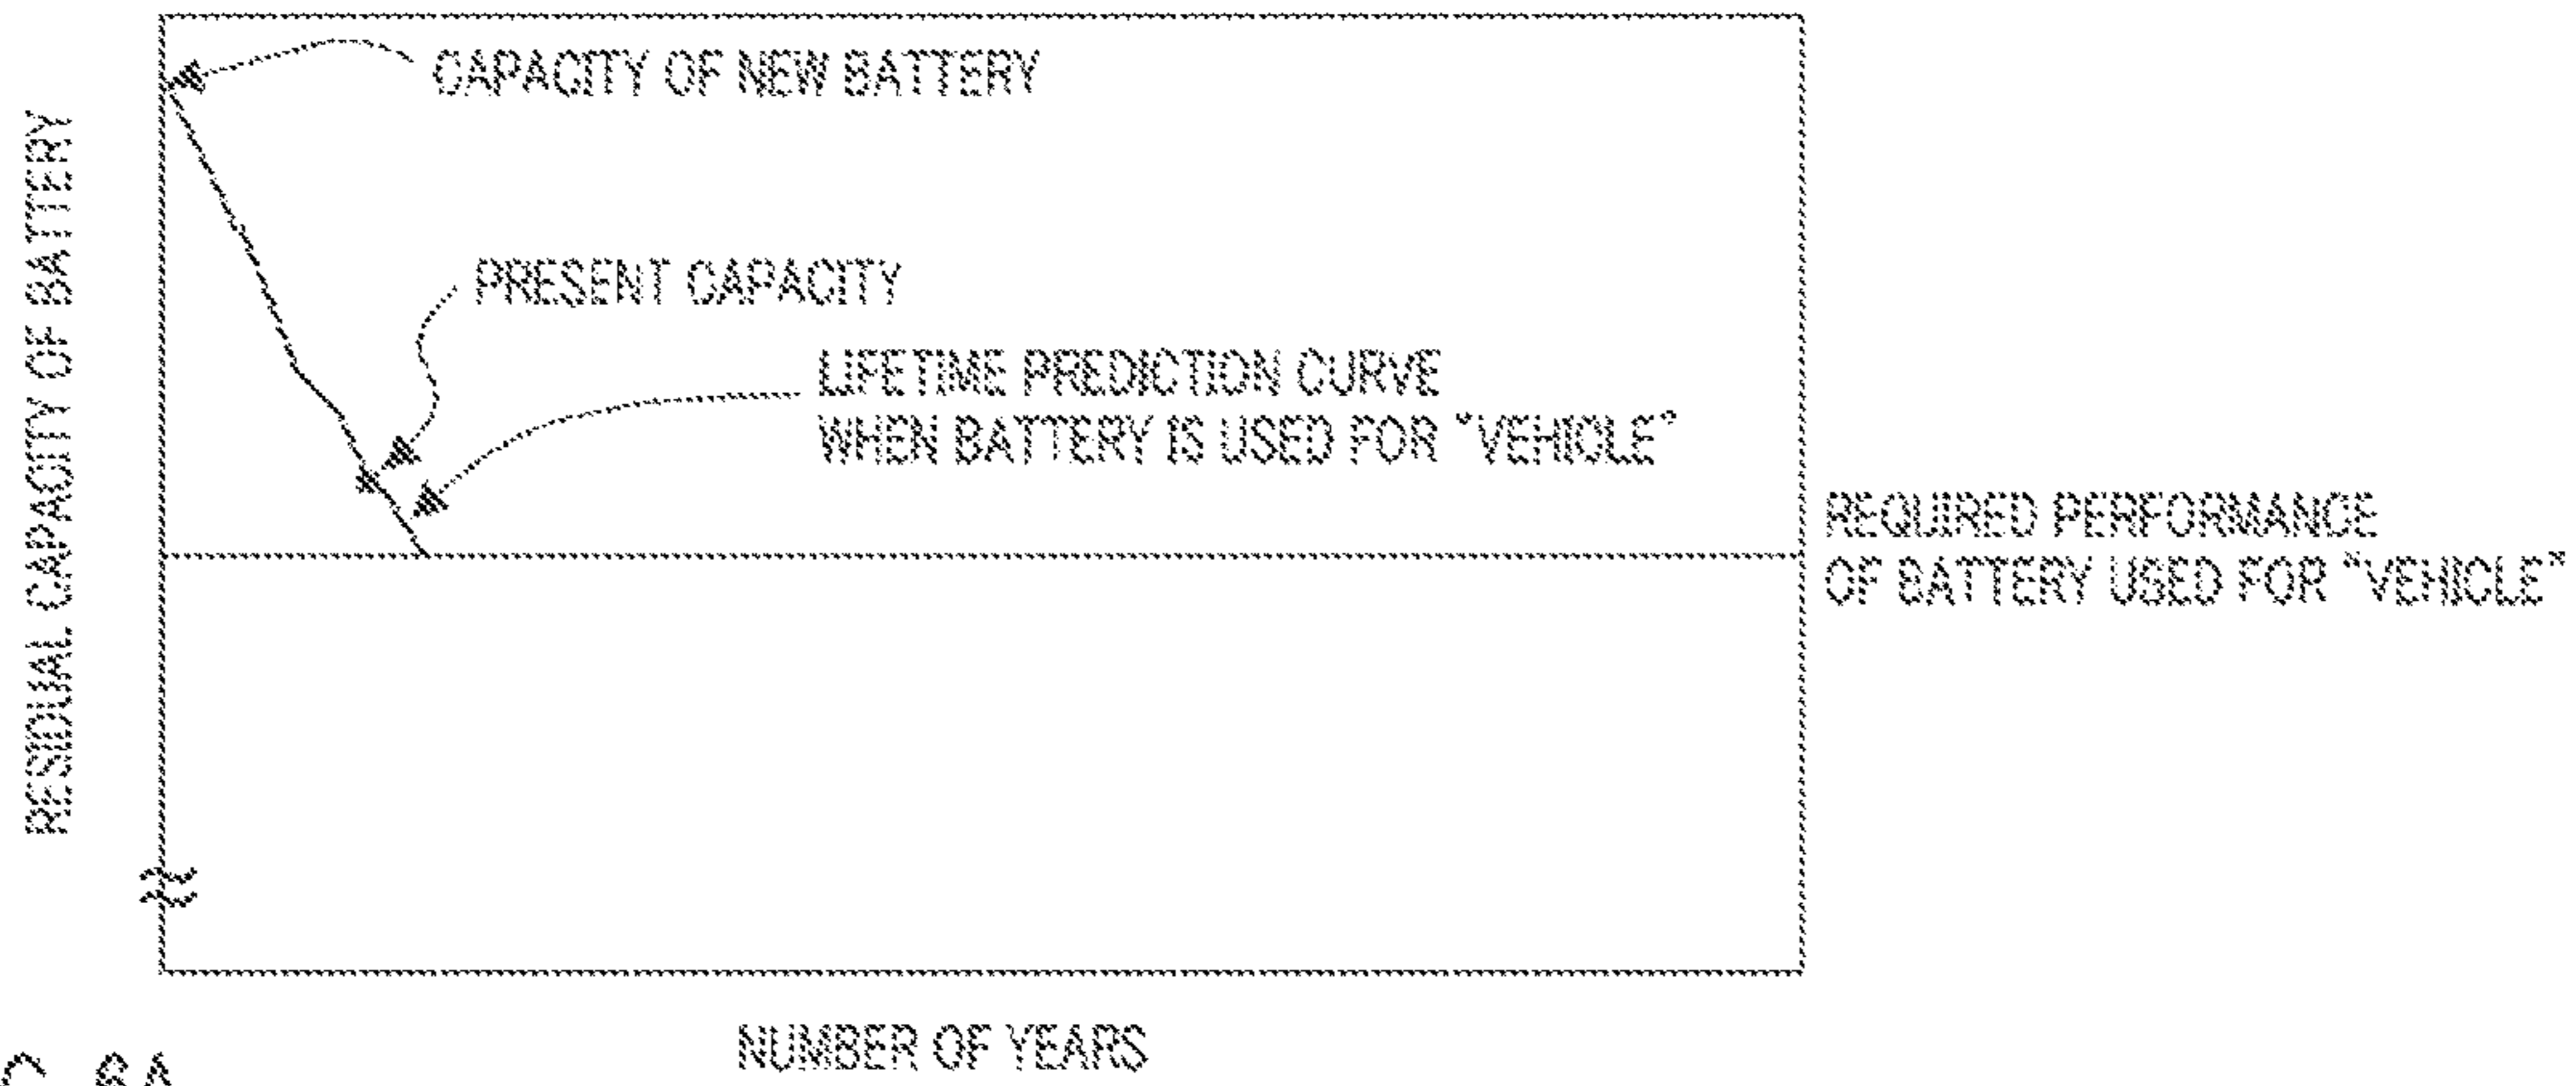 CAPACITY OF NEW BATTERY
RESIDUAL CAPACITY OF BATTERY
PRESENT CAPACITY
LIFETIME PREDICTION CURVE
WHEN BATTERY IS USED FOR "VEHICLE"
REQUIRED PERFORMANCE
OF BATTERY USED FOR "VEHICLE"
NUMBER OF YEARS
6A